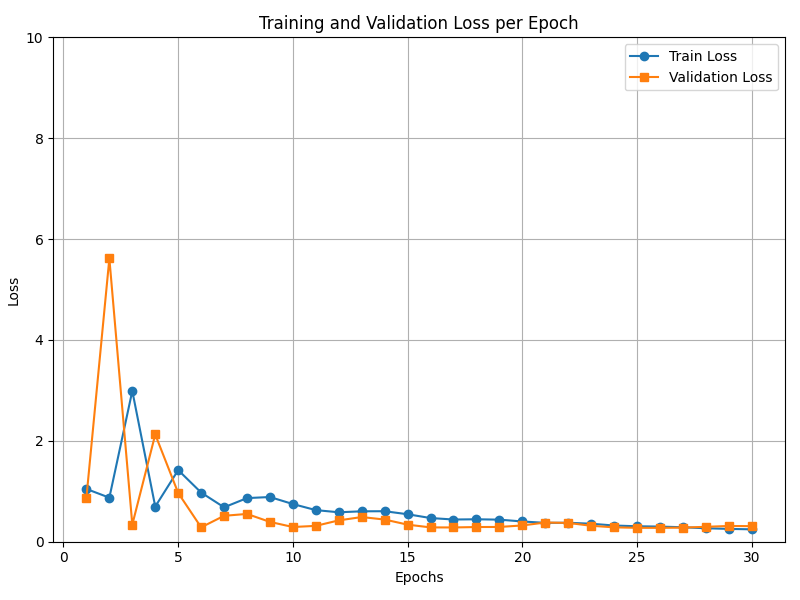 Training and Validation Loss per Epoch
10
8
6
4
2
0
Loss
Train Loss
Validation Loss
0 5 10 15 20 25 30
Epochs